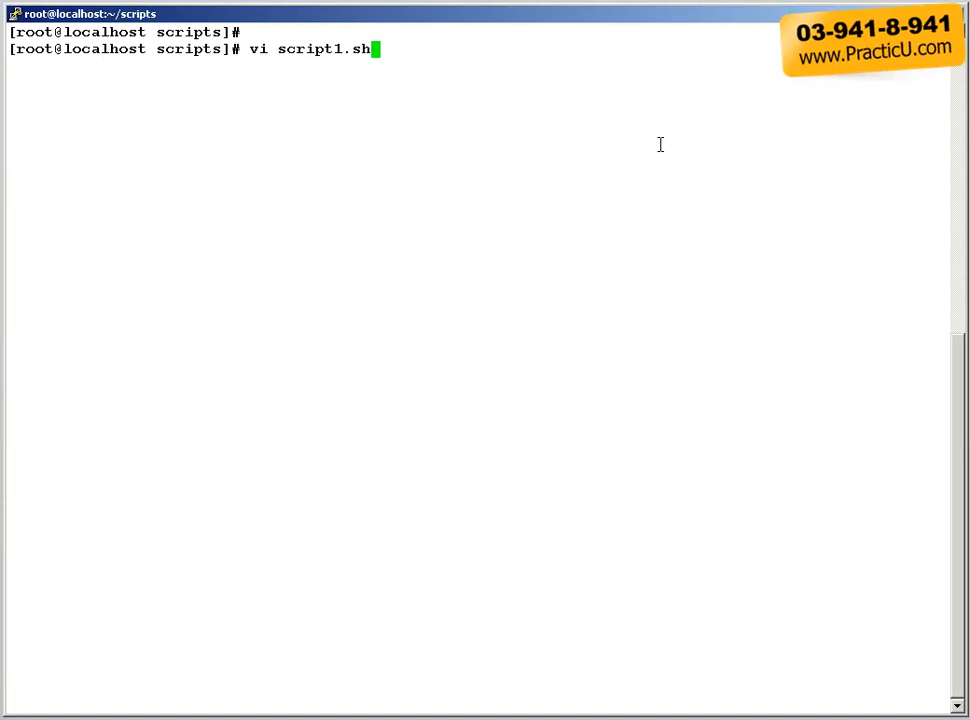 root@localhost:~/scripts
[root@localhost scripts]#
[root@localhost scripts]# vi script1.sh
03-941-8-941
www.PracticU.com